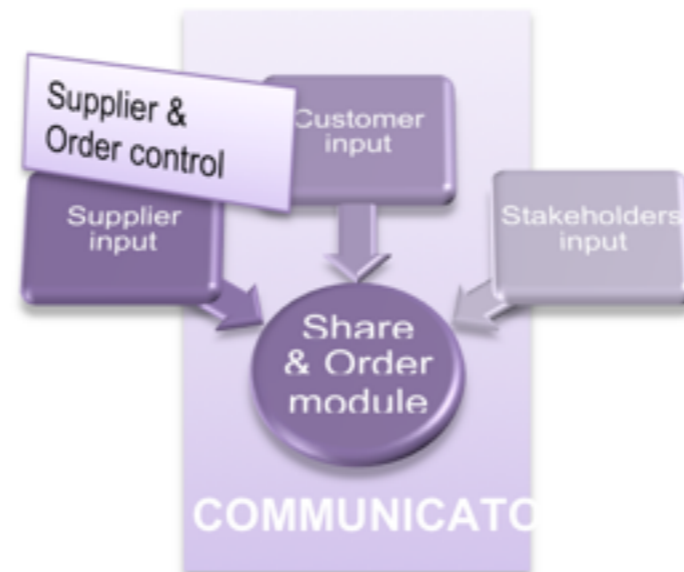 Supplier &
Order control
Customer
input
Supplier
input
Stakeholders
input
Share
& Order
module
COMMUNICATO